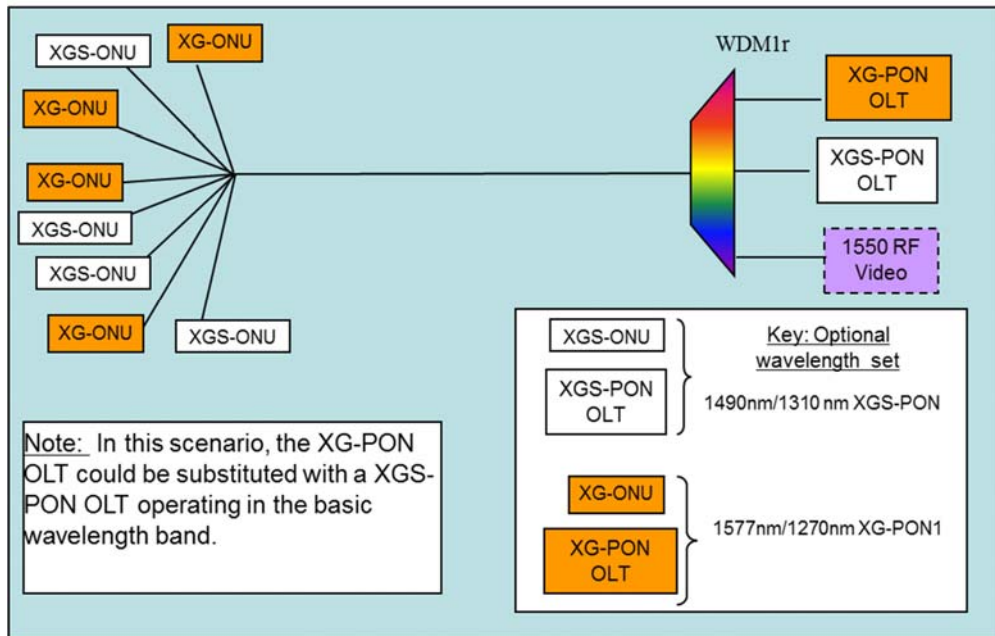 XGS-ONU
XG-ONU
XG-ONU
XG-ONU
XGS-ONU
XGS-ONU
XG-ONU
XGS-ONU
WDM1r
XG-PON
OLT
XGS-PON
OLT
1550 RF
Video
Note: In this scenario, the XG-PON
OLT could be substituted with a XGS-
PON OLT operating in the basic
wavelength band.
XGS-ONU
XGS-PON
OLT
Key: Optional
wavelength set
1490nm/1310 nm XGS-PON
XG-ONU
XG-PON
OLT
1577nm/1270nm XG-PON1